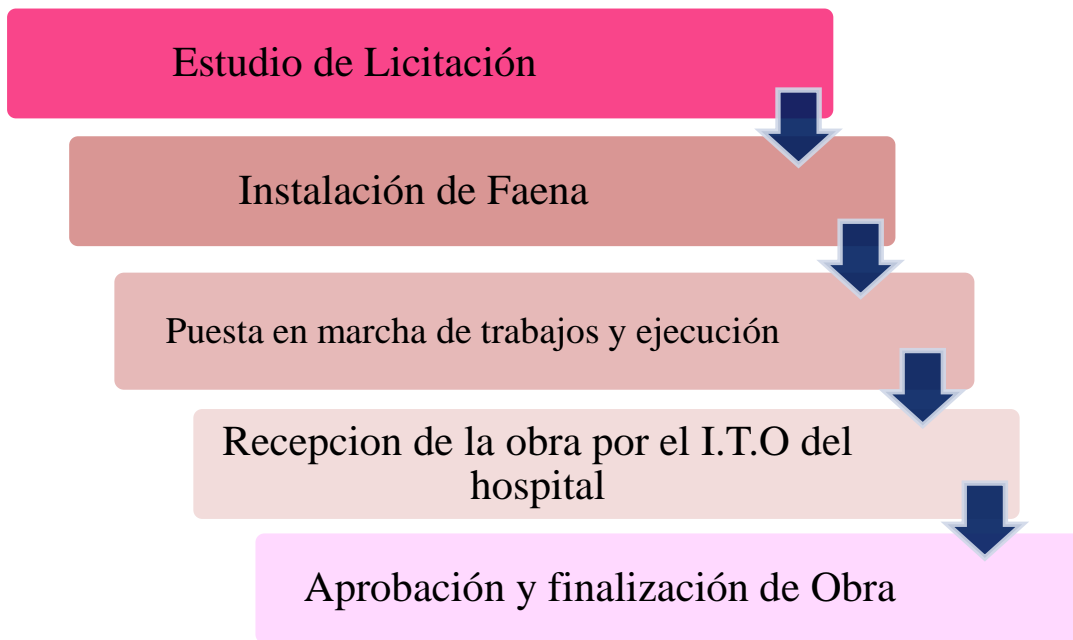 Estudio de Licitación
Instalación de Faena
Puesta en marcha de trabajos y ejecución
Recepcion de la obra por el I.T.O del
hospital
Aprobación y finalización de Obra